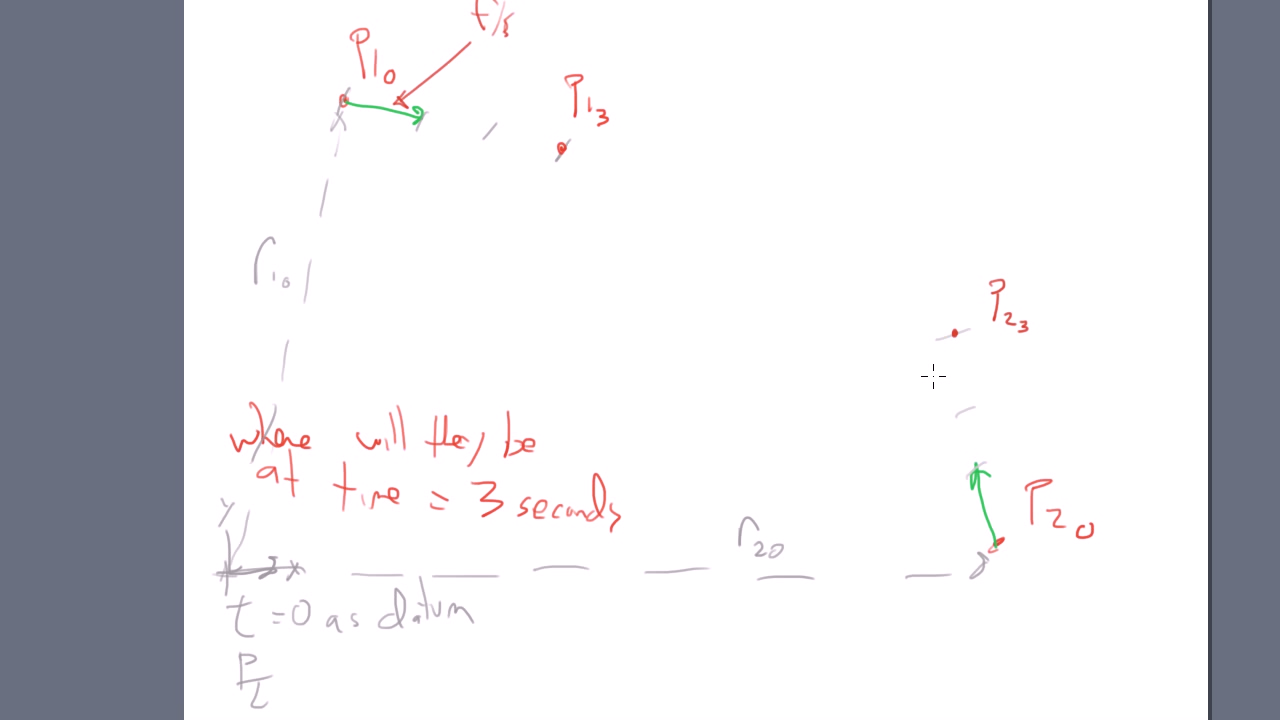 f/s
P10
P13
r10
P23
where will they be
at time = 3 seconds
P20
r20
y
x
t=0 as datum
P/L